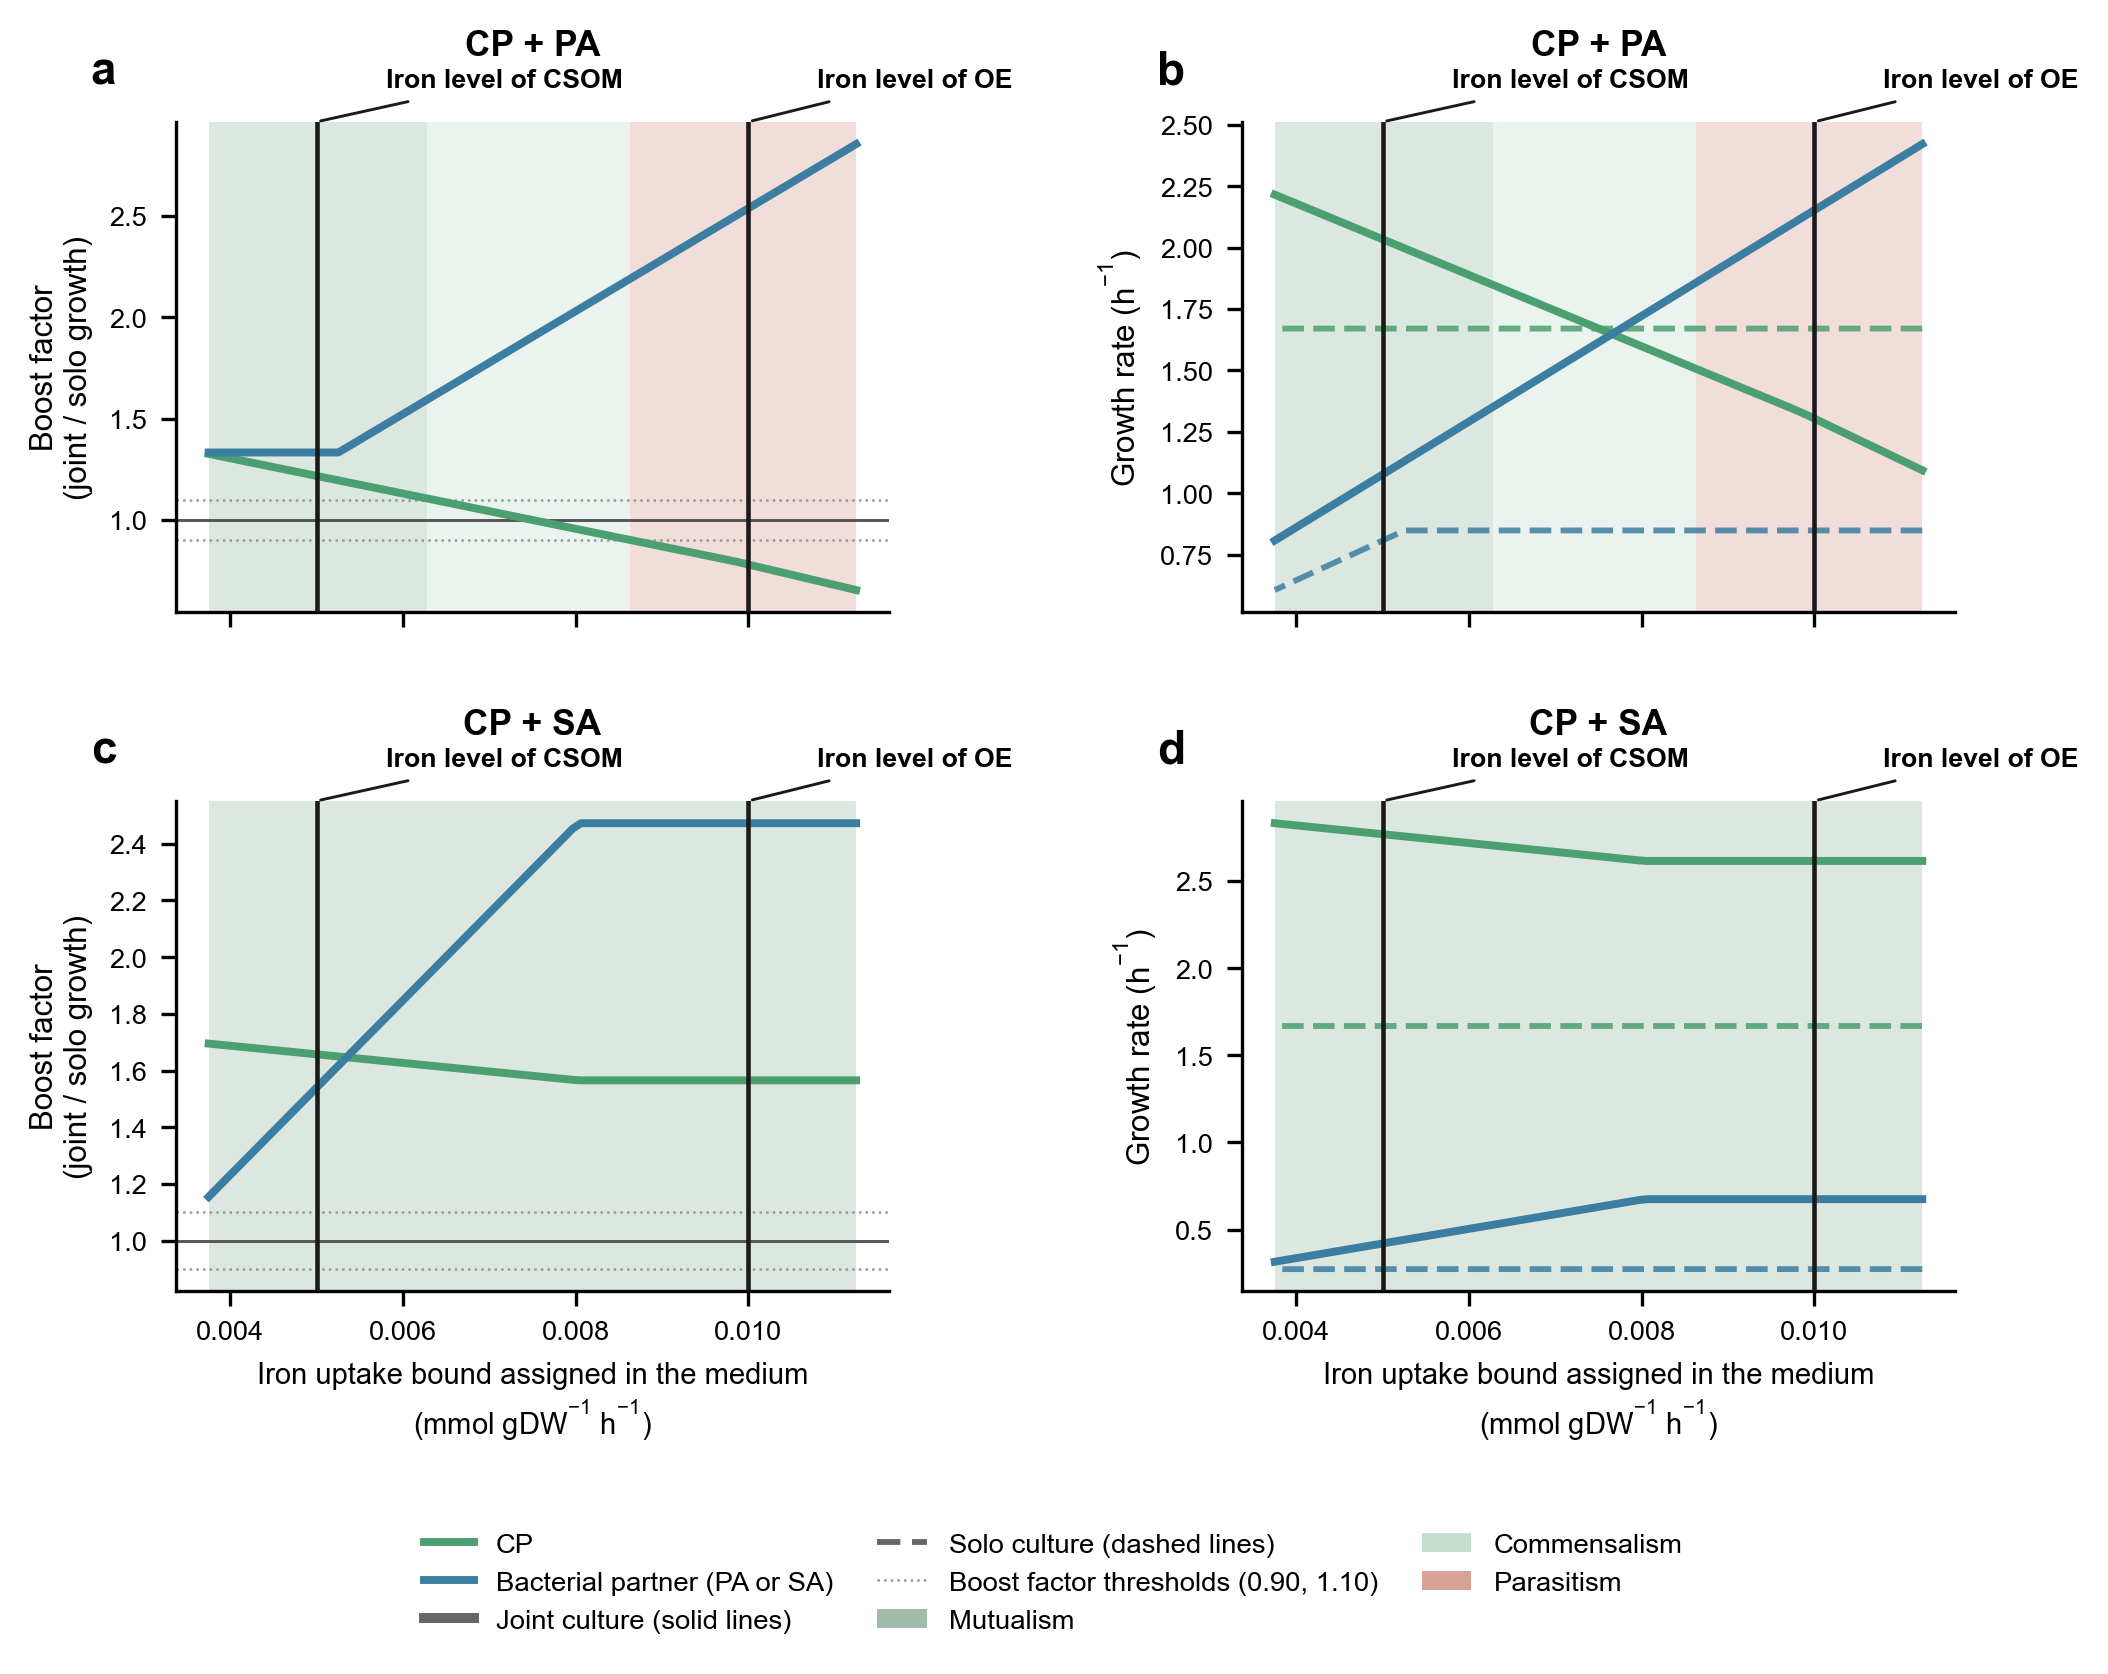 a
CP + PA
Iron level of CSOM
Iron level of OE
Boost factor
(joint / solo growth)
2.5
2.0
1.5
1.0
b
CP + PA
Iron level of CSOM
Iron level of OE
Growth rate (h⁻¹)
2.50
2.25
2.00
1.75
1.50
1.25
1.00
0.75
c
CP + SA
Iron level of CSOM
Iron level of OE
Boost factor
(joint / solo growth)
2.4
2.2
2.0
1.8
1.6
1.4
1.2
1.0
0.004 0.006 0.008 0.010
Iron uptake bound assigned in the medium
(mmol gDW⁻¹ h⁻¹)
d
CP + SA
Iron level of CSOM
Iron level of OE
Growth rate (h⁻¹)
2.5
2.0
1.5
1.0
0.5
0.004 0.006 0.008 0.010
Iron uptake bound assigned in the medium
(mmol gDW⁻¹ h⁻¹)
CP
Bacterial partner (PA or SA)
Joint culture (solid lines)
Solo culture (dashed lines)
Boost factor thresholds (0.90, 1.10)
Mutualism
Commensalism
Parasitism